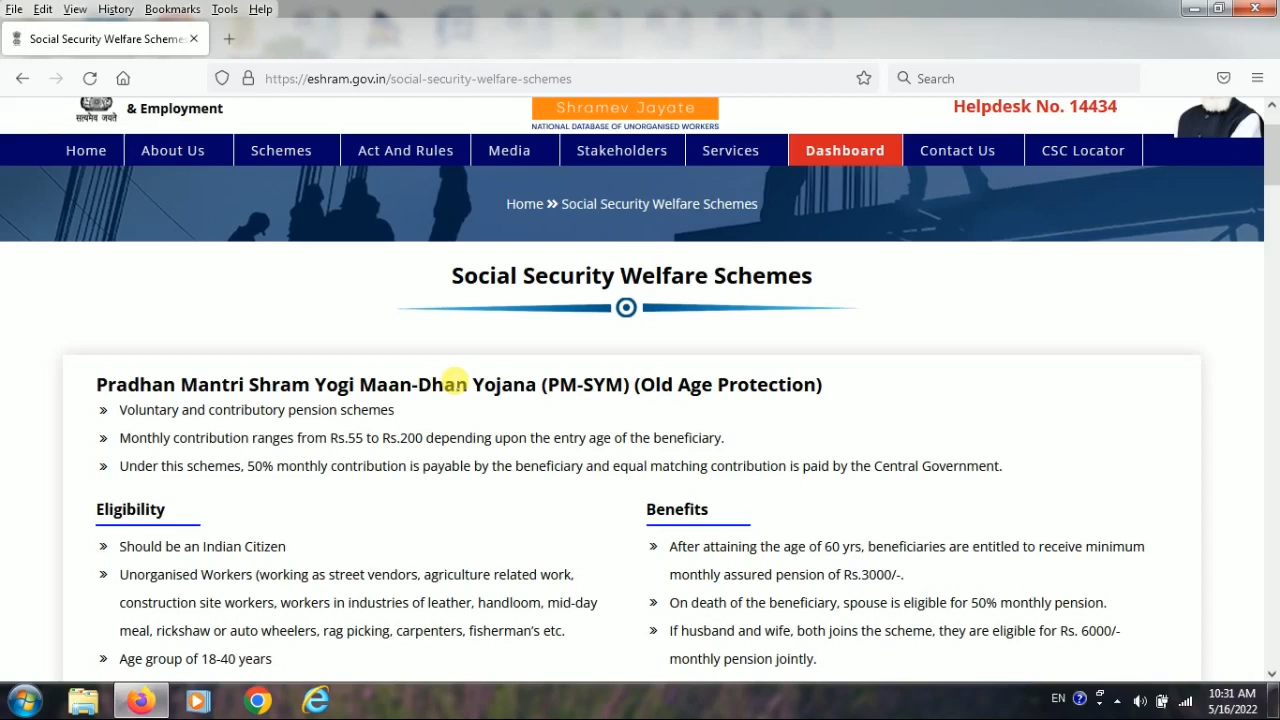 File Edit View History Bookmarks Tools Help
Social Security Welfare Scheme
https://eshram.gov.in/social-security-welfare-schemes
Search
सत्यमेव जयते
& Employment
Shramev Jayate
NATIONAL DATABASE OF UNORGANISED WORKERS
Helpdesk No. 14434
Home About Us Schemes Act And Rules Media Stakeholders Services Dashboard Contact Us CSC Locator
Home » Social Security Welfare Schemes
Social Security Welfare Schemes
Pradhan Mantri Shram Yogi Maan-Dhan Yojana (PM-SYM) (Old Age Protection)
» Voluntary and contributory pension schemes
» Monthly contribution ranges from Rs.55 to Rs.200 depending upon the entry age of the beneficiary.
» Under this schemes, 50% monthly contribution is payable by the beneficiary and equal matching contribution is paid by the Central Government.
Eligibility
» Should be an Indian Citizen
» Unorganised Workers (working as street vendors, agriculture related work,
construction site workers, workers in industries of leather, handloom, mid-day
meal, rickshaw or auto wheelers, rag picking, carpenters, fisherman's etc.
» Age group of 18-40 years
Benefits
» After attaining the age of 60 yrs, beneficiaries are entitled to receive minimum
monthly assured pension of Rs.3000/-.
» On death of the beneficiary, spouse is eligible for 50% monthly pension.
» If husband and wife, both joins the scheme, they are eligible for Rs. 6000/-
monthly pension jointly.
EN
10:31 AM
5/16/2022